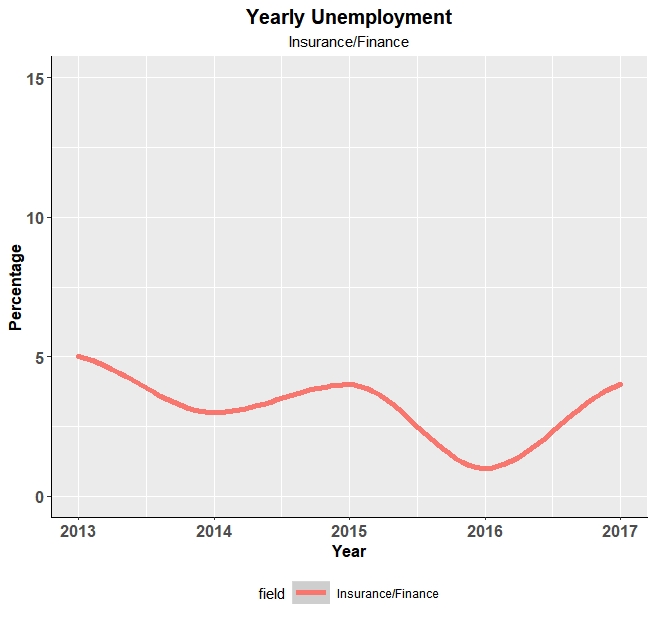 Yearly Unemployment
Insurance/Finance
Percentage
15
10
5
0
2013 2014 2015 2016 2017
Year
field Insurance/Finance